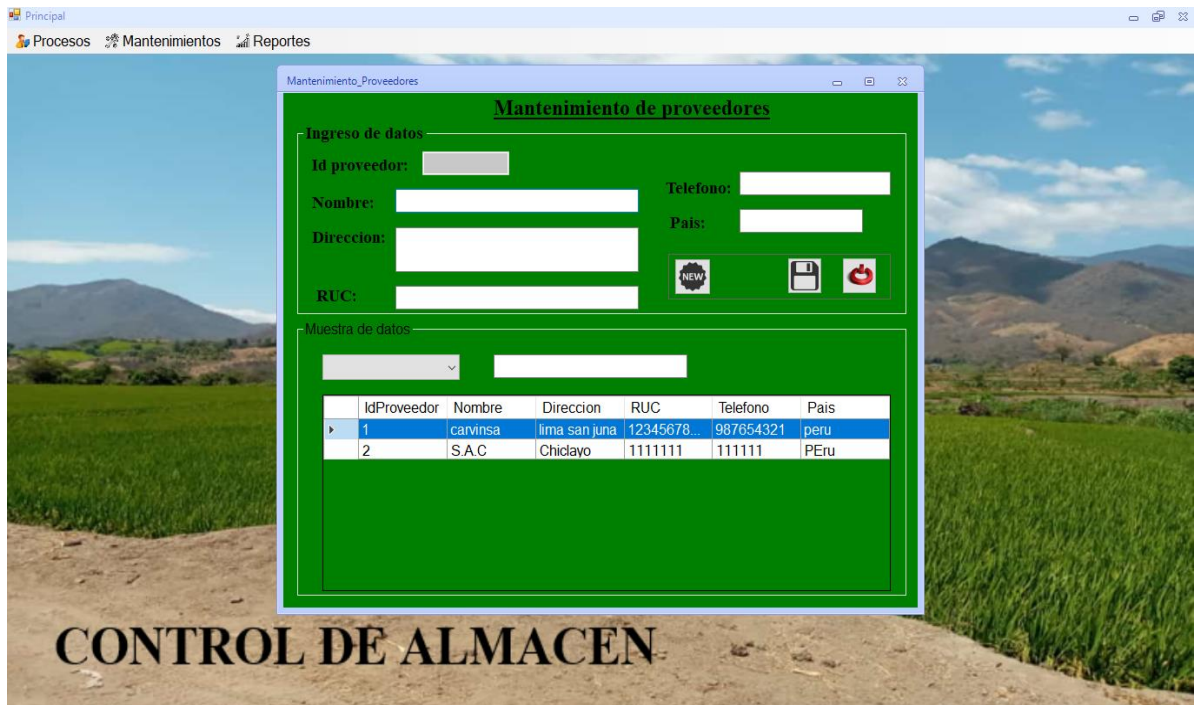 Principal
Procesos Mantenimientos Reportes
Mantenimiento_Proveedores
Mantenimiento de proveedores
Ingreso de datos
Id proveedor:
Telefono:
Nombre:
Pais:
Direccion:
NEW
RUC:
Muestra de datos
IdProveedor Nombre Direccion RUC Telefono Pais
1 carvinsa lima san juna 12345678... 987654321 peru
2 S.A.C Chiclayo 1111111 111111 PEru
CONTROL DE ALMACEN